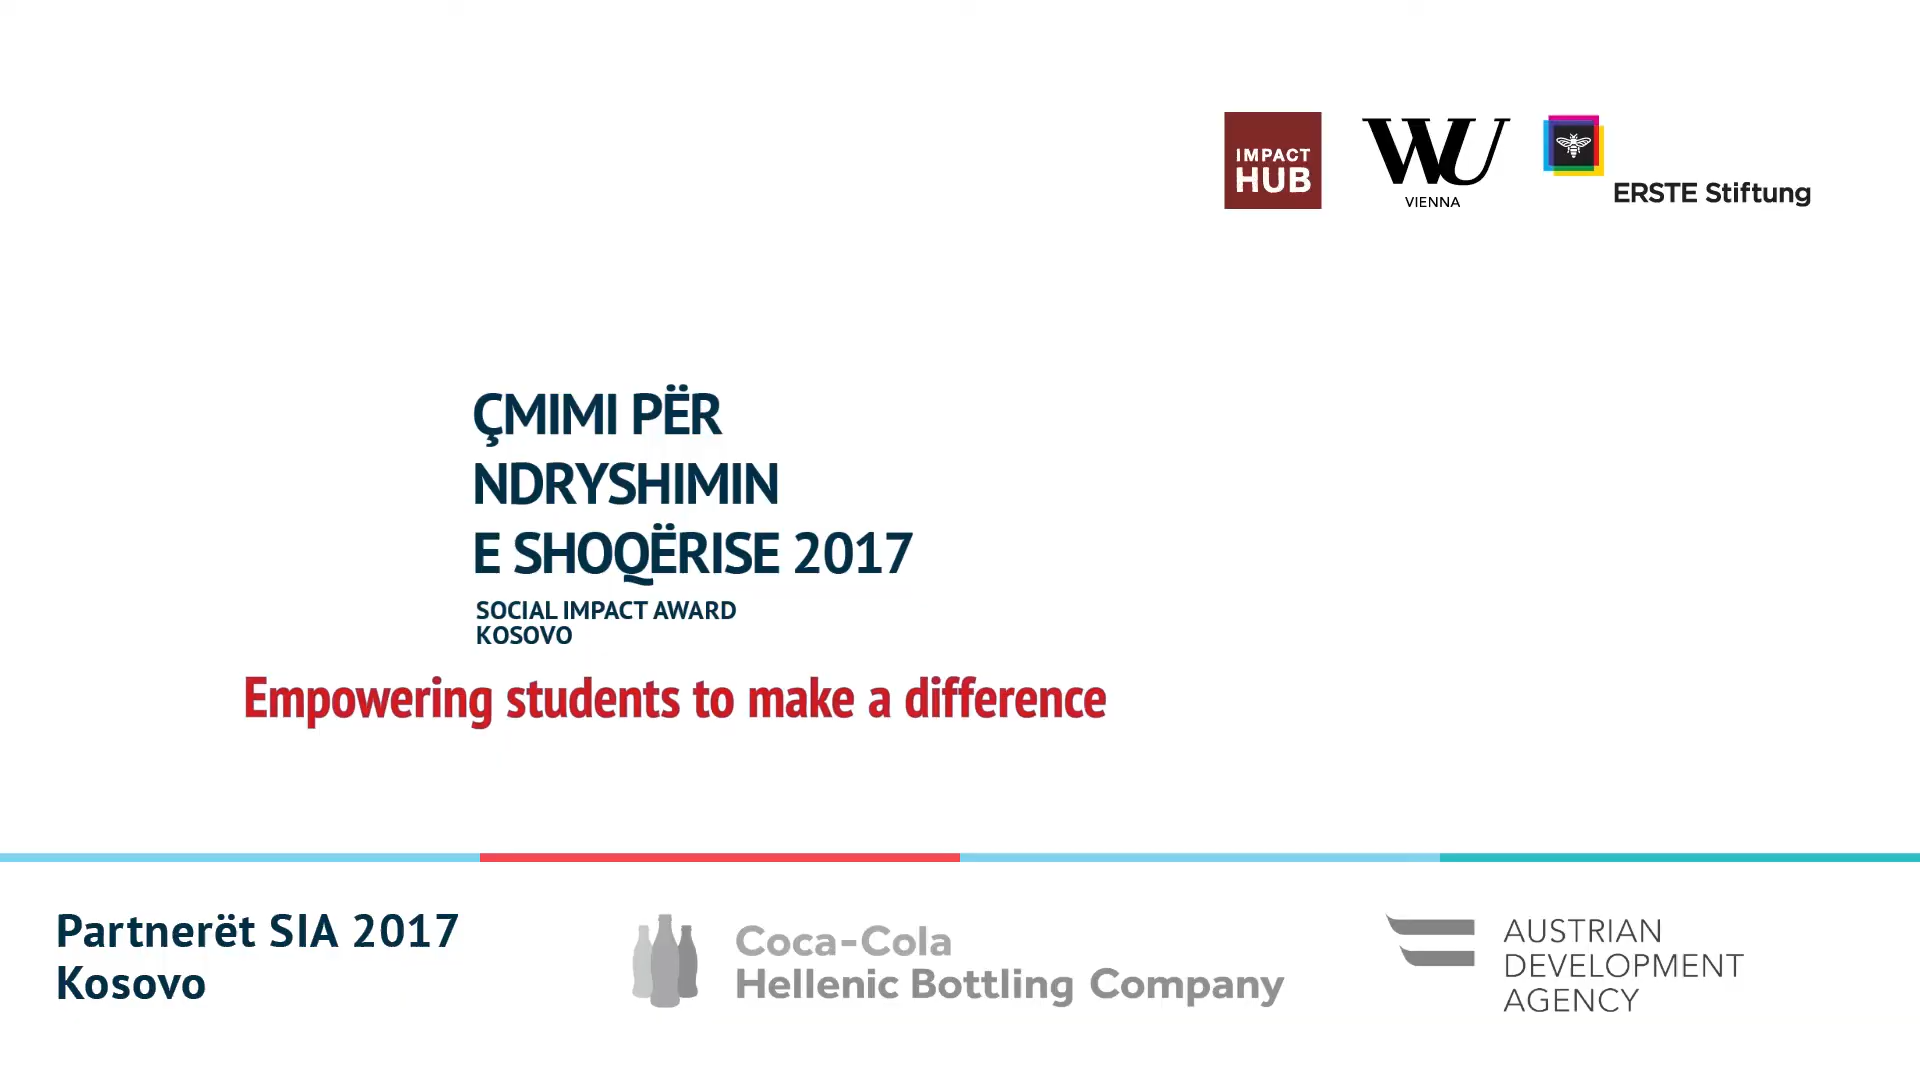 IMPACT
HUB
WU
VIENNA
ERSTE Stiftung
ÇMIMI PËR
NDRYSHIMIN
E SHOQËRISE 2017
SOCIAL IMPACT AWARD
KOSOVO
Empowering students to make a difference
Partnerët SIA 2017
Kosovo
Coca-Cola
Hellenic Bottling Company
AUSTRIAN
DEVELOPMENT
AGENCY